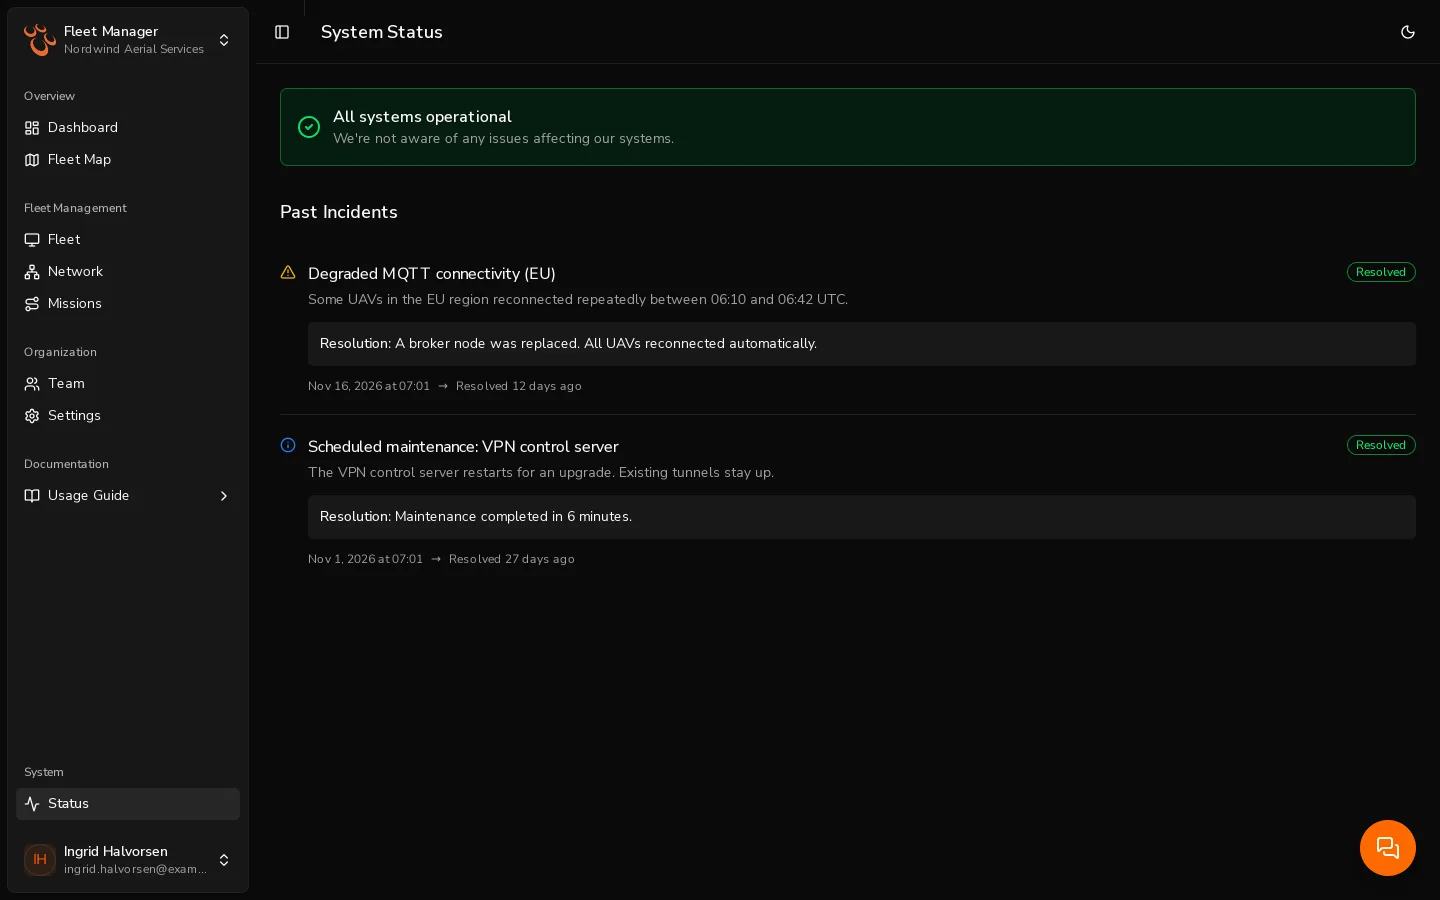 Fleet Manager
Nordwind Aerial Services
Overview
Dashboard
Fleet Map
Fleet Management
Fleet
Network
Missions
Organization
Team
Settings
Documentation
Usage Guide
System
Status
IH
Ingrid Halvorsen
ingrid.halvorsen@exam...
System Status
All systems operational
We're not aware of any issues affecting our systems.
Past Incidents
Degraded MQTT connectivity (EU)
Resolved
Some UAVs in the EU region reconnected repeatedly between 06:10 and 06:42 UTC.
Resolution: A broker node was replaced. All UAVs reconnected automatically.
Nov 16, 2026 at 07:01 → Resolved 12 days ago
Scheduled maintenance: VPN control server
Resolved
The VPN control server restarts for an upgrade. Existing tunnels stay up.
Resolution: Maintenance completed in 6 minutes.
Nov 1, 2026 at 07:01 → Resolved 27 days ago